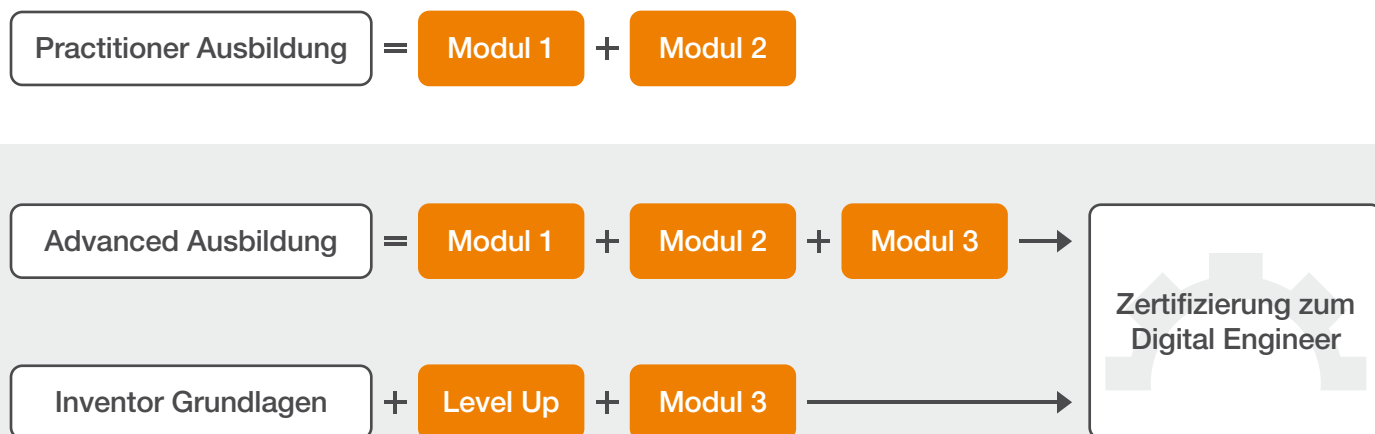 Practitioner Ausbildung = Modul 1 + Modul 2
Advanced Ausbildung = Modul 1 + Modul 2 + Modul 3
Zertifizierung zum
Digital Engineer
Inventor Grundlagen + Level Up + Modul 3